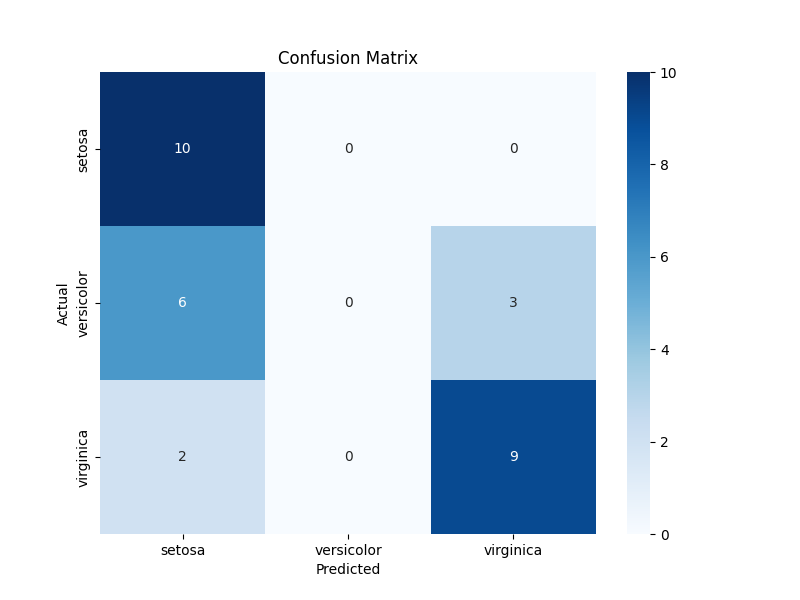 Confusion Matrix
setosa 10 0 0
versicolor 6 0 3
virginica 2 0 9
Actual
setosa versicolor virginica
Predicted
10
8
6
4
2
0